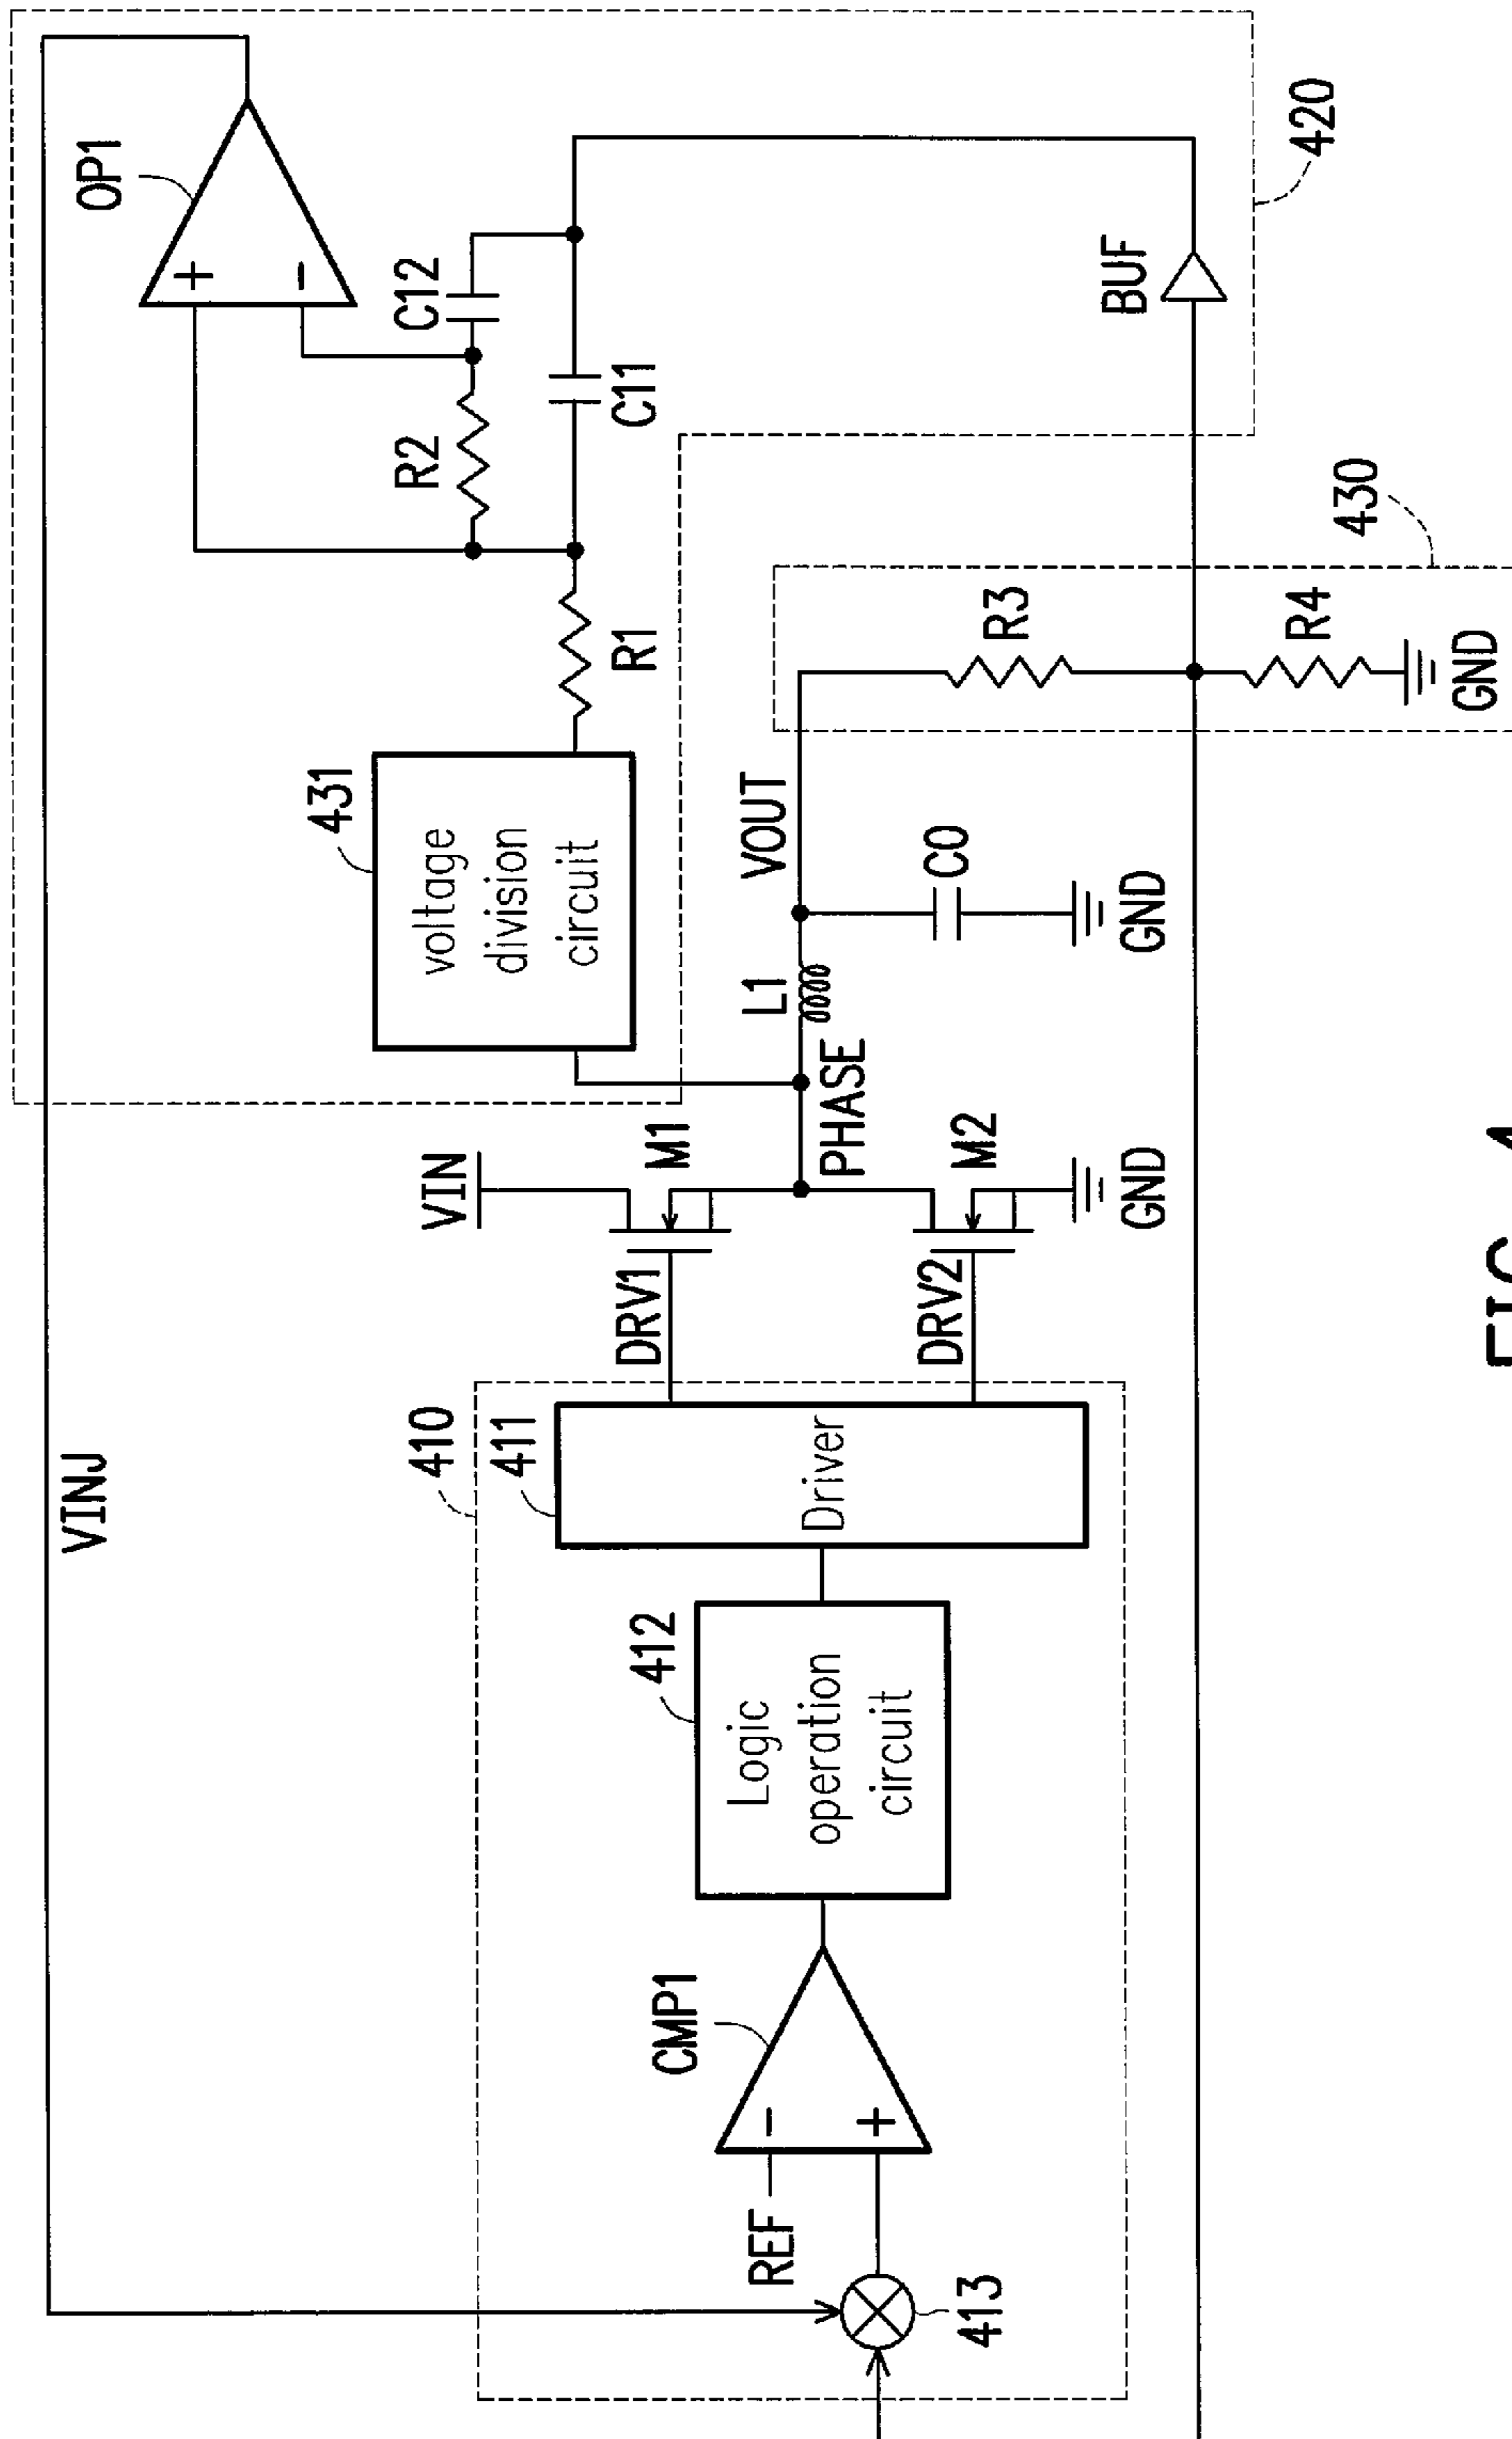 VINJ
OP1
+
-
C12
R2
C11
R1
431
voltage
division
circuit
420
BUF
430
R3
R4
GND
VOUT
C0
GND
L1
PHASE
VIN
M1
M2
GND
DRV1
DRV2
410
411
Driver
412
Logic
operation
circuit
CMP1
-
+
REF
413